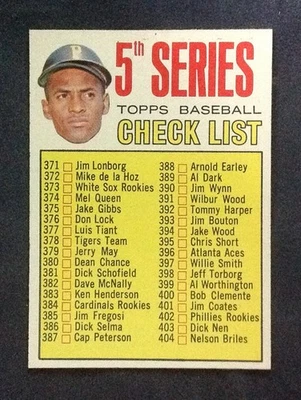 5th SERIES
TOPPS BASEBALL
CHECK LIST
371 Jim Lonborg
372 Mike de la Hoz
373 White Sox Rookies
374 Mel Queen
375 Jake Gibbs
376 Don Lock
377 Luis Tiant
378 Tigers Team
379 Jerry May
380 Dean Chance
381 Dick Schofield
382 Dave McNally
383 Ken Henderson
384 Cardinals Rookies
385 Jim Fregosi
386 Dick Selma
387 Cap Peterson
388 Arnold Earley
389 Al Dark
390 Jim Wynn
391 Wilbur Wood
392 Tommy Harper
393 Jim Bouton
394 Jake Wood
395 Chris Short
396 Atlanta Aces
397 Willie Smith
398 Jeff Torborg
399 Al Worthington
400 Bob Clemente
401 Jim Coates
402 Phillies Rookies
403 Dick Nen
404 Nelson Briles